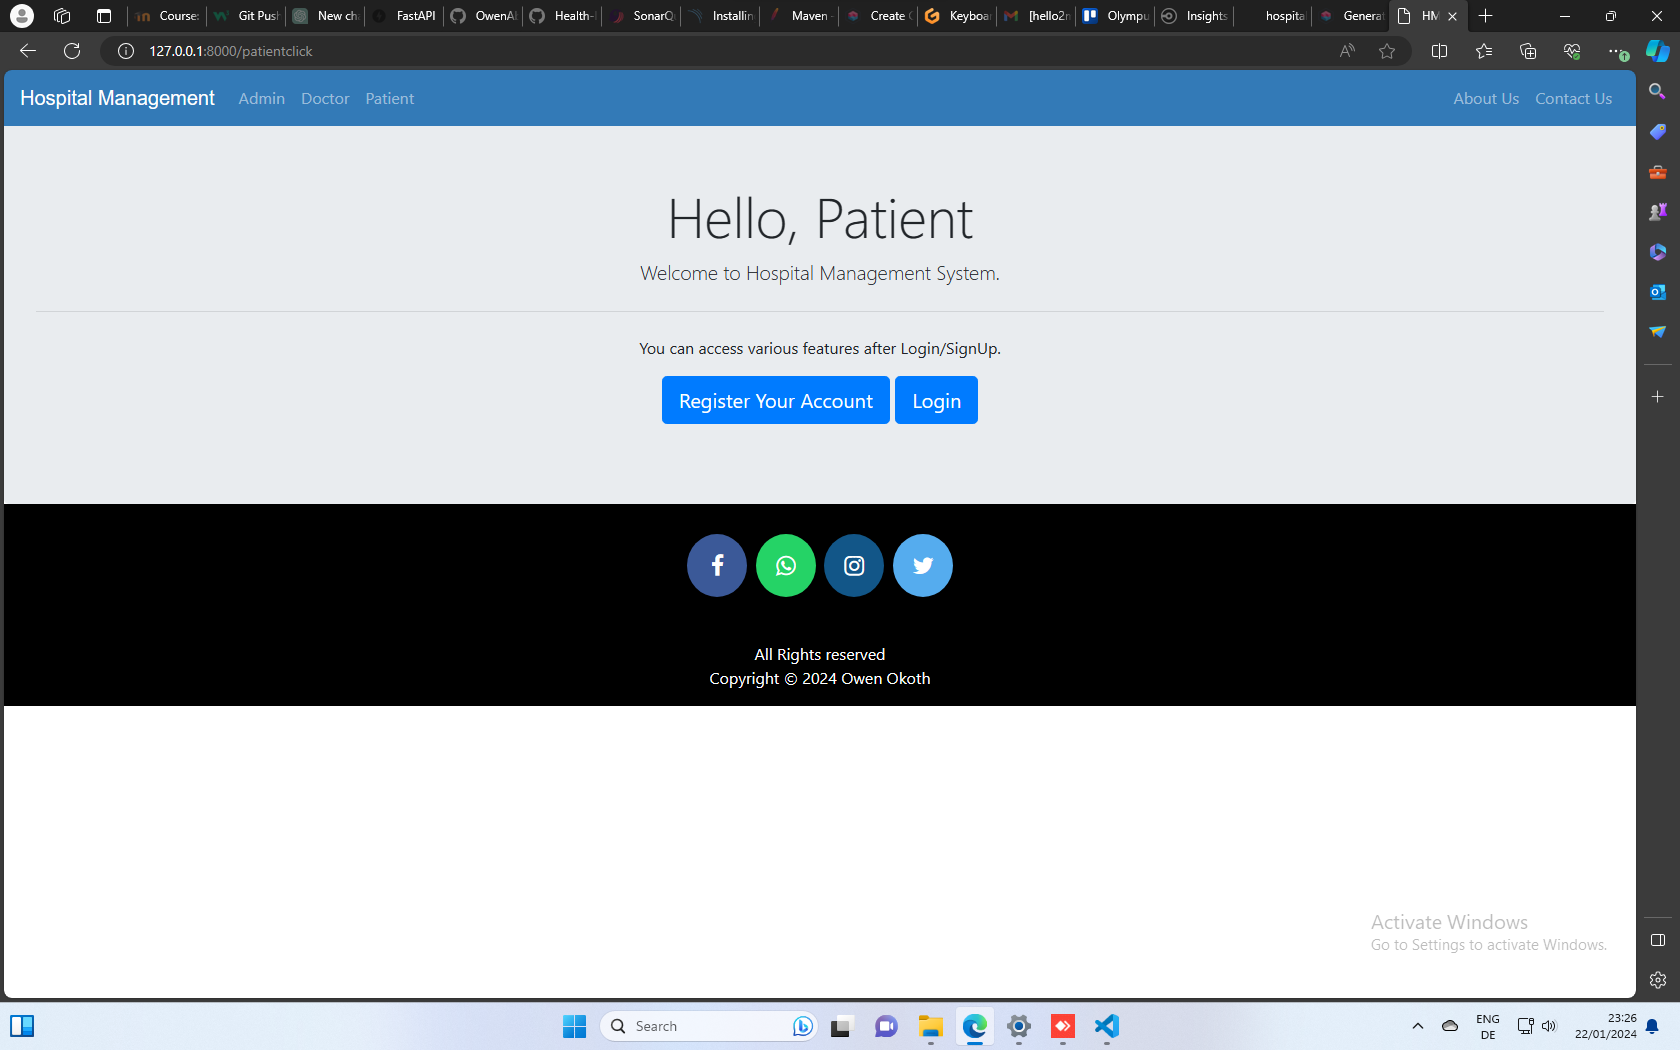 Course
Git Pus
New ch
FastAPI
OwenA
Health-
SonarQ
Installin
Maven -
Create
Keyboa
[hello2
Olympu
Insights
hospital
Genera
HM
127.0.0.1:8000/patientclick
Hospital Management Admin Doctor Patient About Us Contact Us
Hello, Patient
Welcome to Hospital Management System.
You can access various features after Login/SignUp.
Register Your Account Login
All Rights reserved
Copyright © 2024 Owen Okoth
Activate Windows
Go to Settings to activate Windows.
Search
ENG
DE
23:26
22/01/2024